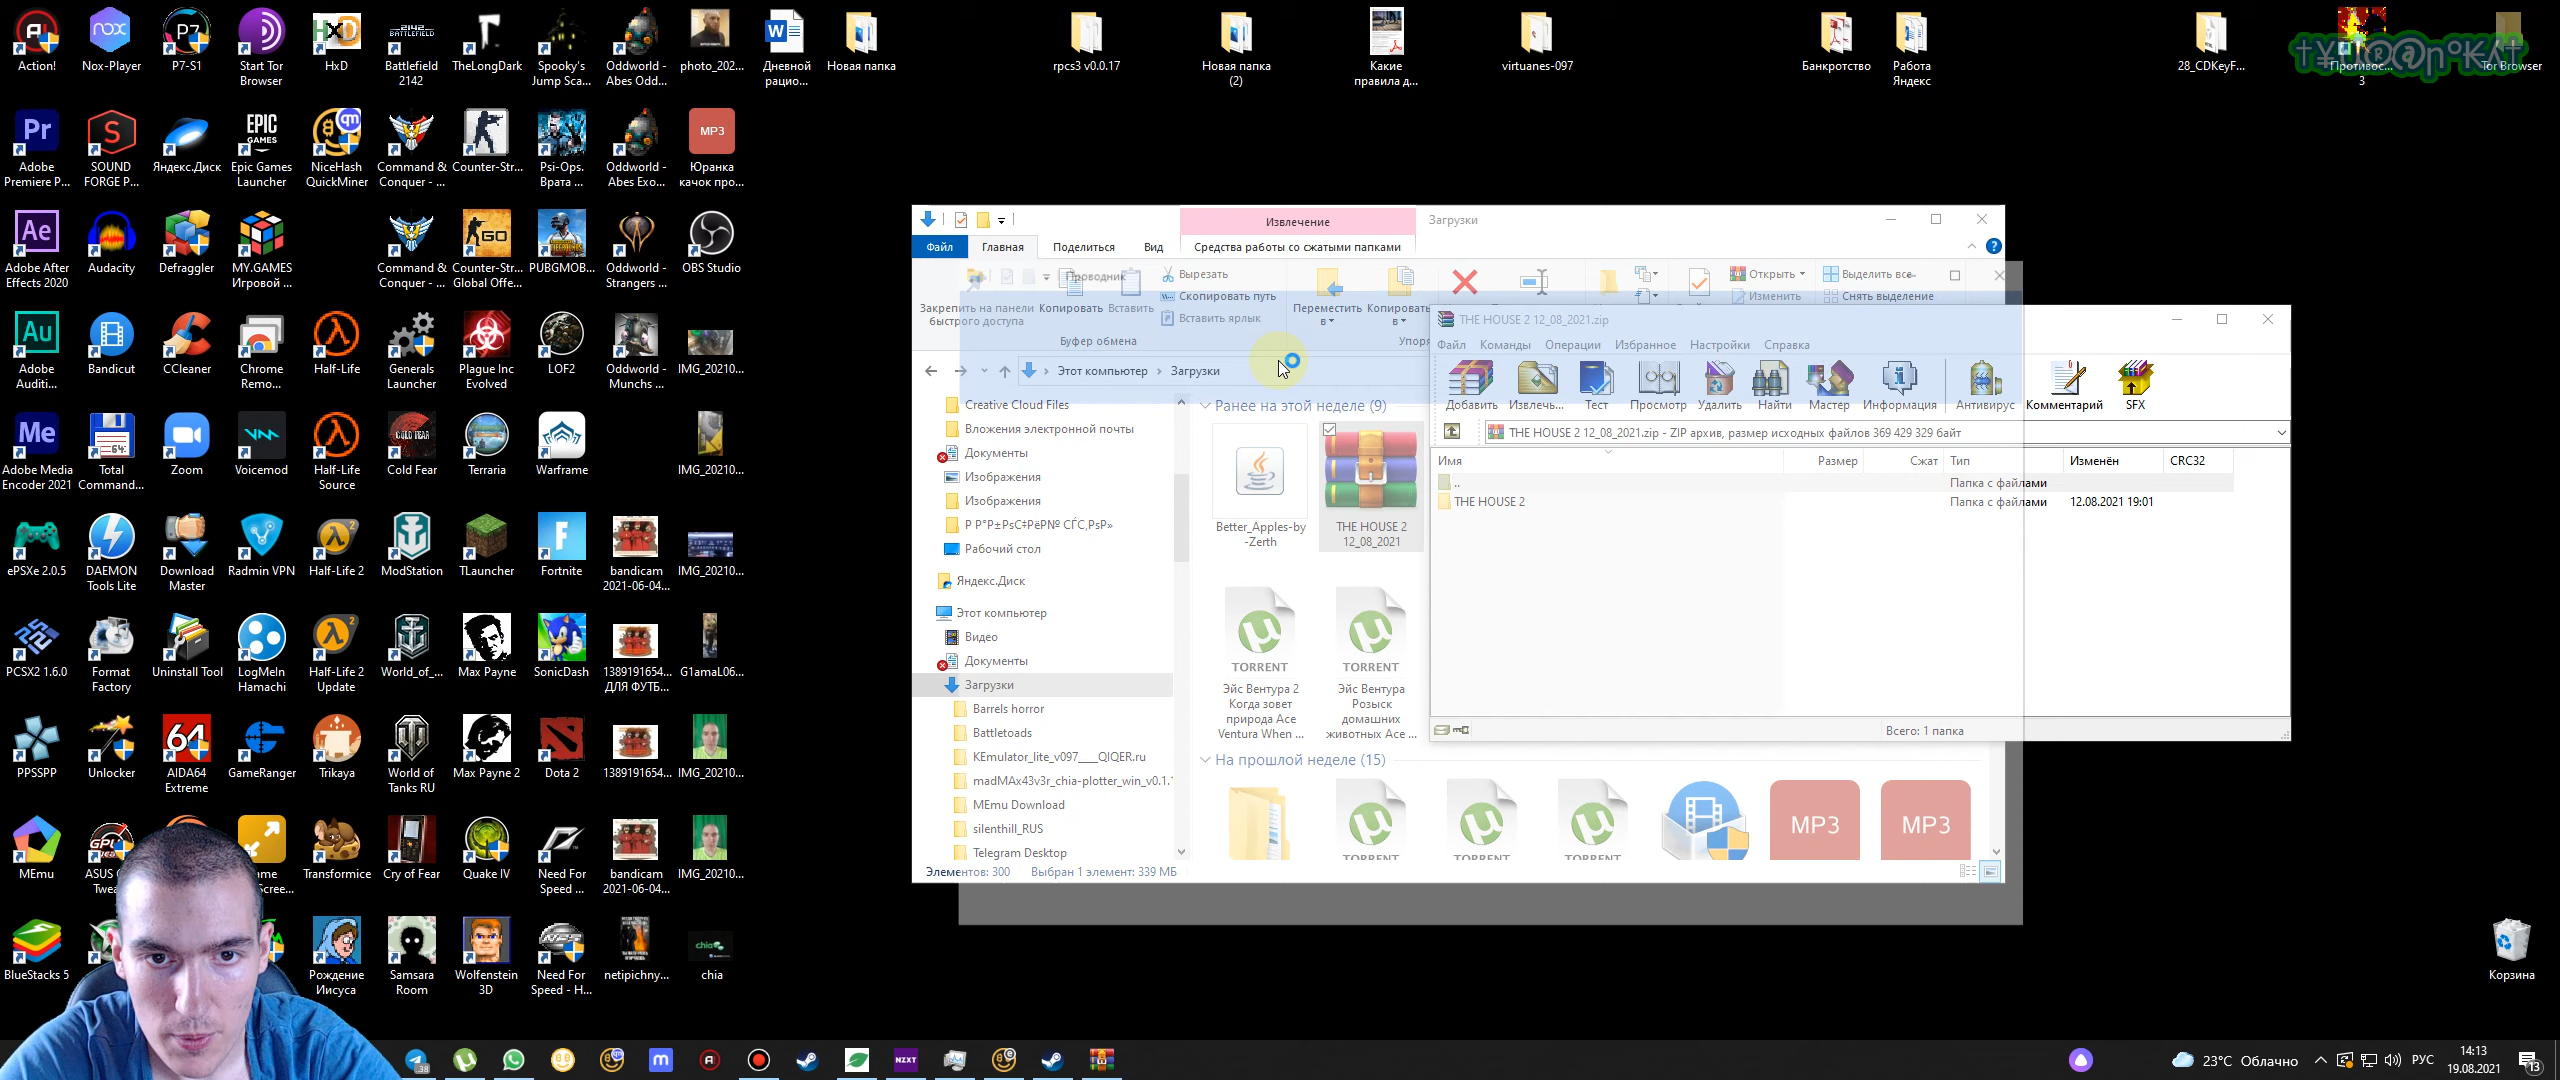 Action!
Nox-Player
P7-S1
Start Tor
Browser
HxD
Battlefield
2142
TheLongDark
Spooky's
Jump Sca...
Oddworld -
Abes Odd...
photo_202...
Дневной
рацио...
Новая папка
rpcs3 v0.0.17
Новая папка
(2)
Какие
правила д...
virtuanes-097
Банкротство
Работа
Яндекс
28_CDKeyF...
Противос...
3
Tor Browser
Adobe
Premiere P...
SOUND
FORGE P...
Яндекс.Диск
Epic Games
Launcher
NiceHash
QuickMiner
Command &
Conquer - ...
Counter-Str...
Psi-Ops.
Врата ...
Oddworld -
Abes Exo...
Юранка
качок про...
Adobe After
Effects 2020
Audacity
Defraggler
MY.GAMES
Игровой ...
Command &
Conquer - ...
Counter-Str...
Global Offe...
PUBGMOB...
Oddworld -
Strangers ...
OBS Studio
Adobe
Auditi...
Bandicut
CCleaner
Chrome
Remo...
Half-Life
Generals
Launcher
Plague Inc
Evolved
LOF2
Oddworld -
Munchs ...
IMG_20210...
Adobe Media
Encoder 2021
Total
Command...
Zoom
Voicemod
Half-Life
Source
Cold Fear
Terraria
Warframe
IMG_20210...
ePSXe 2.0.5
DAEMON
Tools Lite
Download
Master
Radmin VPN
Half-Life 2
ModStation
TLauncher
Fortnite
bandicam
2021-06-04...
IMG_20210...
PCSX2 1.6.0
Format
Factory
Uninstall Tool
LogMeIn
Hamachi
Half-Life 2
Update
World_of_...
Max Payne
SonicDash
1389191654...
ДЛЯ ФУТБ...
G1amaL06...
PPSSPP
Unlocker
AIDA64
Extreme
GameRanger
Trikaya
World of
Tanks RU
Max Payne 2
Dota 2
1389191654...
IMG_20210...
MEmu
ASUS
Transformice
Cry of Fear
Quake IV
Need For
Speed ...
bandicam
2021-06-04...
IMG_20210...
BlueStacks 5
Рождение
Иисуса
Samsara
Room
Wolfenstein
3D
Need For
Speed - H...
netipichny...
chia
Корзина
Извлечение
Загрузки
Файл
Главная
Поделиться
Вид
Средства работы со сжатыми папками
Проводник
Закрепить на панели
быстрого доступа
Копировать
Вставить
Вырезать
Скопировать путь
Вставить ярлык
Буфер обмена
Переместить
в
Копировать
в
Открыть
Изменить
Выделить все
Снять выделение
Этот компьютер
Загрузки
Creative Cloud Files
Вложения электронной почты
Документы
Изображения
Изображения
Рабочий стол
Яндекс.Диск
Этот компьютер
Видео
Документы
Загрузки
Barrels horror
Battletoads
KEmulator_lite_v097____QIQER.ru
madMAx43v3r_chia-plotter_win_v0.1.
MEmu Download
silenthill_RUS
Telegram Desktop
Ранее на этой неделе (9)
Better_Apples-by
-Zerth
THE HOUSE 2
12_08_2021
TORRENT
TORRENT
Эйс Вентура 2
Когда зовет
природа Ace
Ventura When ...
Эйс Вентура
Розыск
домашних
животных Ace ...
На прошлой неделе (15)
TORRENT
TORRENT
TORRENT
MP3
MP3
Элементов: 300
Выбран 1 элемент: 339 МБ
THE HOUSE 2 12_08_2021.zip
Файл
Команды
Операции
Избранное
Настройки
Справка
Добавить
Извлечь...
Тест
Просмотр
Удалить
Найти
Мастер
Информация
Антивирус
Комментарий
SFX
THE HOUSE 2 12_08_2021.zip - ZIP архив, размер исходных файлов 369 429 329 байт
Имя
Размер
Сжат
Тип
Изменён
CRC32
..
Папка с файлами
THE HOUSE 2
Папка с файлами
12.08.2021 19:01
Всего: 1 папка
23°C Облачно
РУС
14:13
19.08.2021
13